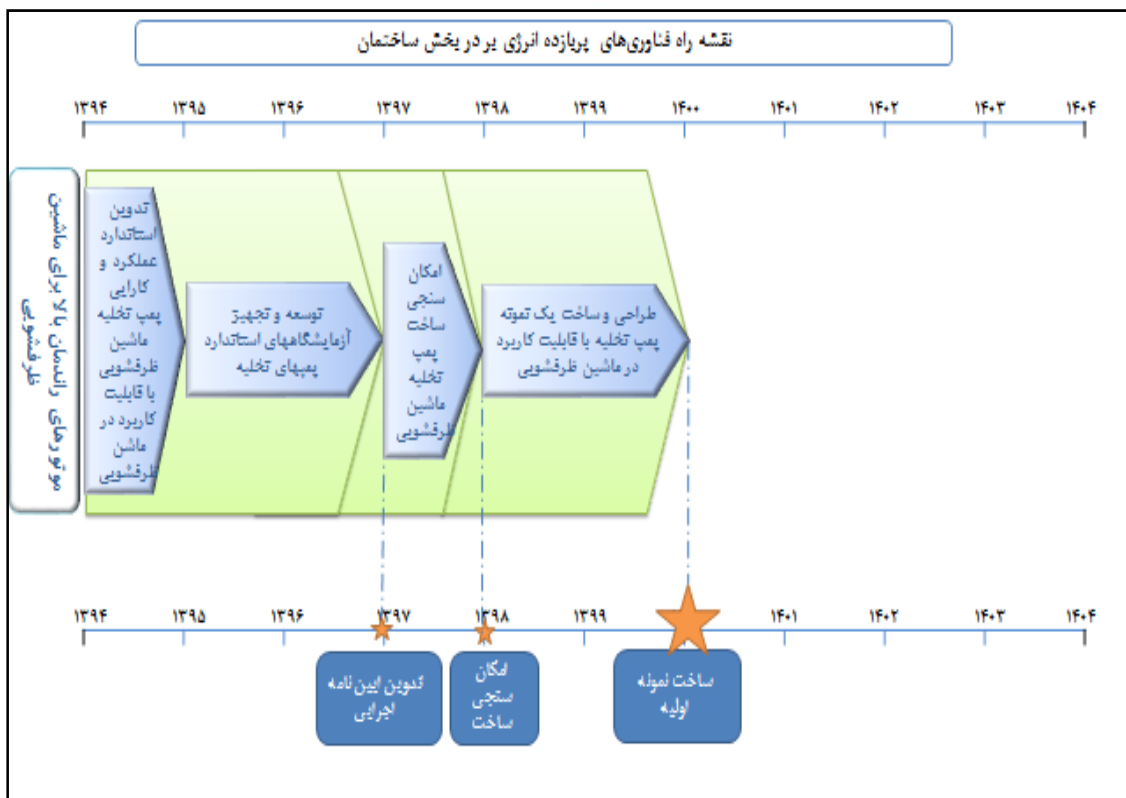 نقشه راه فناوری‌های پربازده انرژی بر در بخش ساختمان
۱۳۹۴ ۱۳۹۵ ۱۳۹۶ ۱۳۹۷ ۱۳۹۸ ۱۳۹۹ ۱۴۰۰ ۱۴۰۱ ۱۴۰۲ ۱۴۰۳ ۱۴۰۴
موتورهای راندمان بالا برای ماشین
ظرفشویی
تدوین
استاندارد
عملکرد و
کارایی
پمپ تخلیه
ماشین
ظرفشویی
با قابلیت
کاربرد در
ماشن
ظرفشویی
توسعه و تجهیز
آزمایشگاههای استاندارد
پمپهای تخلیه
امکان
سنجی
ساخت
پمپ
تخلیه
ماشین
ظرفشویی
طراحی و ساخت یک نمونه
پمپ تخلیه با قابلیت کاربرد
در ماشین ظرفشویی
۱۳۹۴ ۱۳۹۵ ۱۳۹۶ ۱۳۹۷ ۱۳۹۸ ۱۳۹۹ ۱۴۰۰ ۱۴۰۱ ۱۴۰۲ ۱۴۰۳ ۱۴۰۴
تدوین ایین نامه
اجرایی
امکان
سنجی
ساخت
ساخت نمونه
اولیه